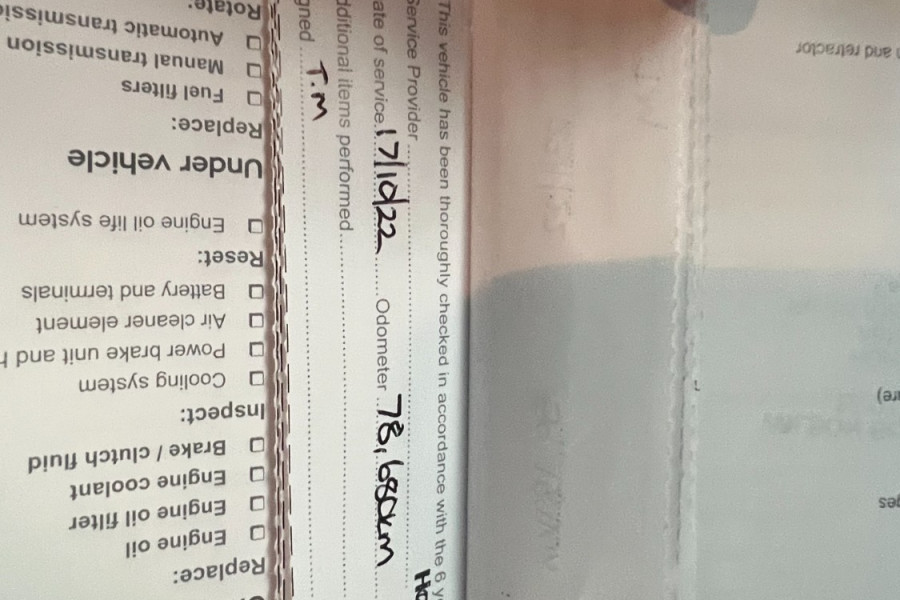 This vehicle has been thoroughly checked in accordance with the 6
Service Provider
ate of service 17/10/22 Odometer 78,680km
dditional items performed
gned T.M
Replace:
Engine oil
Engine oil filter
Engine coolant
Brake / clutch fluid
Inspect:
Cooling system
Power brake unit and
Air cleaner element
Battery and terminals
Reset:
Engine oil life system
Under vehicle
Replace:
Fuel filters
Manual transmission
Automatic transmissi
Rotate:
ges
re)
and retractor